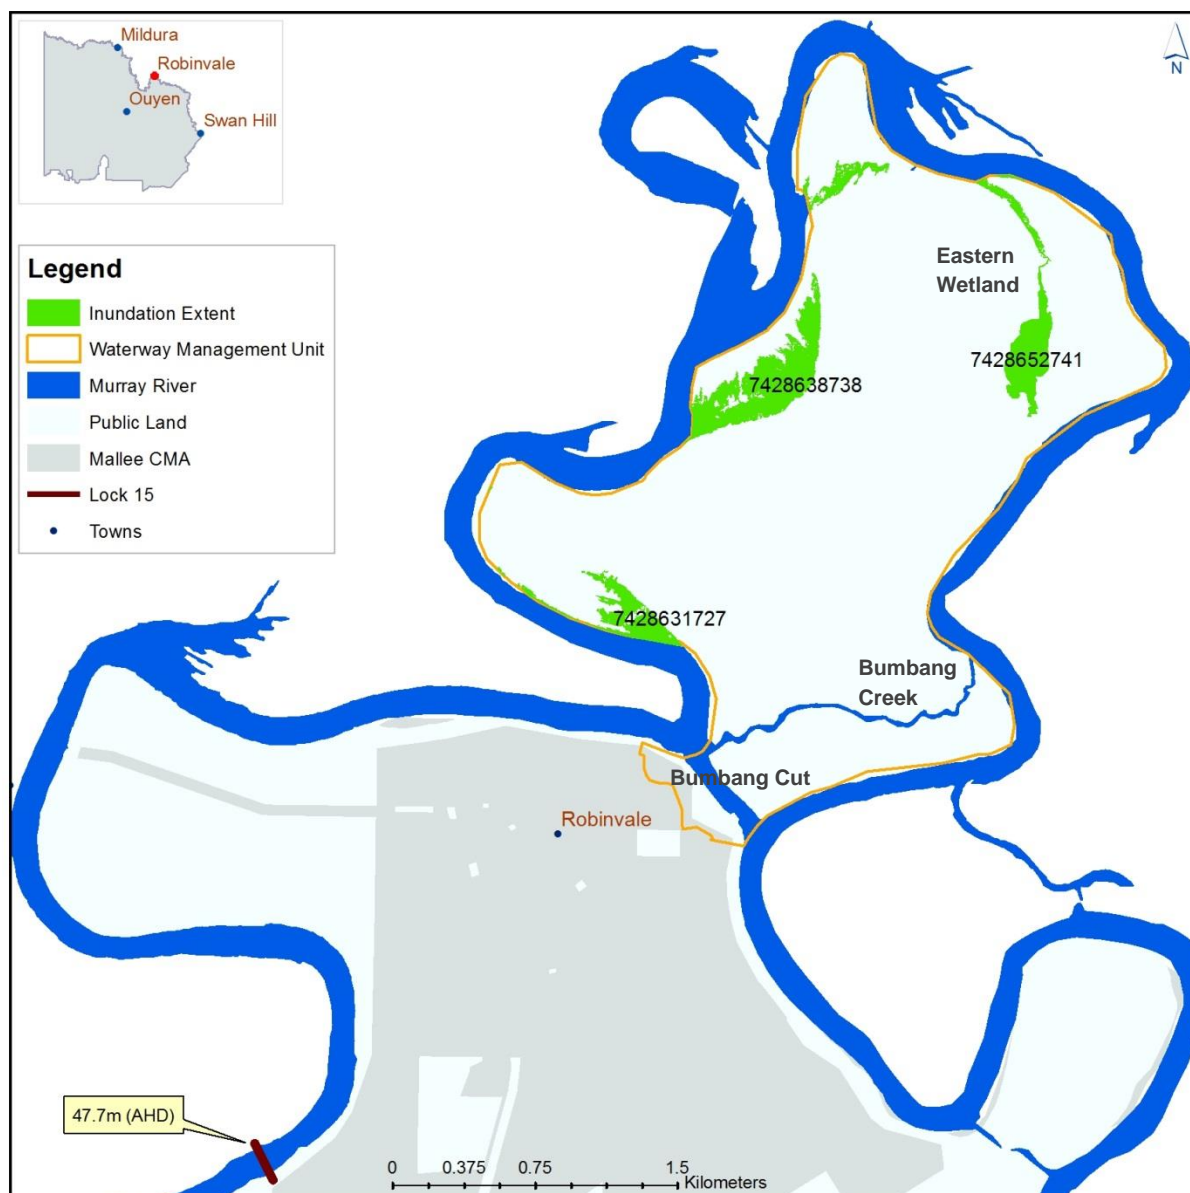 Mildura
Robinvale
Ouyen
Swan Hill
N
Legend
Inundation Extent
Waterway Management Unit
Murray River
Public Land
Mallee CMA
Lock 15
Towns
Eastern
Wetland
7428638738
7428652741
7428631727
Bumbang
Creek
Bumbang Cut
Robinvale
47.7m (AHD)
0 0.375 0.75 1.5
Kilometers